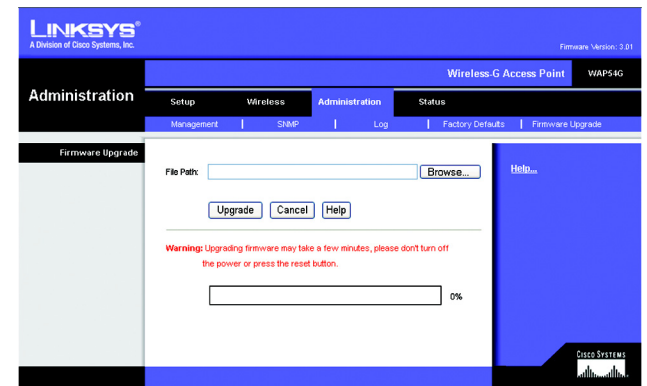 LINKSYS®
A Division of Cisco Systems, Inc.
Firmware Version: 3.01
Wireless-G Access Point WAP54G
Administration
Setup Wireless Administration Status
Management | SNMP | Log | Factory Defaults | Firmware Upgrade
Firmware Upgrade
File Path: Browse...
Help...
Upgrade Cancel Help
Warning: Upgrading firmware may take a few minutes, please don't turn off
the power or press the reset button.
0%
CISCO SYSTEMS